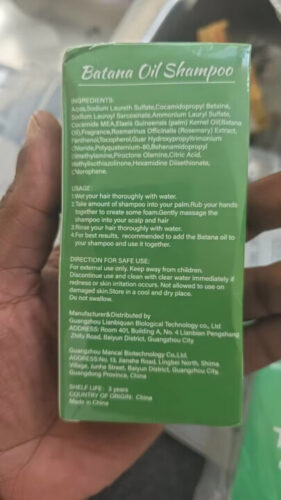 Batana Oil Shampoo
INGREDIENTS:
Aqua,Sodium Laureth Sulfate,Cocamidopropyl Betaine,
Sodium Lauroyl Sarcosinate,Ammonium Lauryl Sulfate,
Cocamide MEA,Elaeis Guineensis (palm) Kernel Oil(Batana
Oil),Fragrance,Rosmarinus Officinalis (Rosemary) Extract,
Panthenol,Tocopherol,Guar Hydroxypropyltrimonium
Chloride,Polyquaternium-80,Behenamidopropyl
Dimethylamine,Piroctone Olamine,Citric Acid,
Methylisothiazolinone,Hexamidine Diisethionate,
Chlorophene.
USAGE:
1.Wet your hair thoroughly with water.
2.Take amount of shampoo into your palm.Rub your hands
together to create some foam.Gently massage the
shampoo into your scalp and hair
3.Rinse your hair thoroughly with water.
4.For best results, recommended to add the Batana oil to
your shampoo and use it together.
DIRECTION FOR SAFE USE:
For external use only. Keep away from children.
Discontinue use and clean with clear water immediately if
redness or skin irritation occurs. Not allowed to use on
damaged skin.Store in a cool and dry place.
Do not swallow.
Manufacturer&Distributed by
Guangzhou Lianbiquan Biological Technology co., Ltd
ADDRESS: Room 401, Building A, No. 4 Lianbian Pengshang
Zhifu Road, Baiyun District, Guangzhou City
Guangzhou Mancai Biotechnology Co.,Ltd.
ADDRESS:No.13, Jianshe Road, Lingbei North, Shima
Village, Junhe Street, Baiyun District, Guangzhou City,
Guangdong Province, China
SHELF LIFE: 3 years
COUNTRY OF ORIGIN: China
Made in China